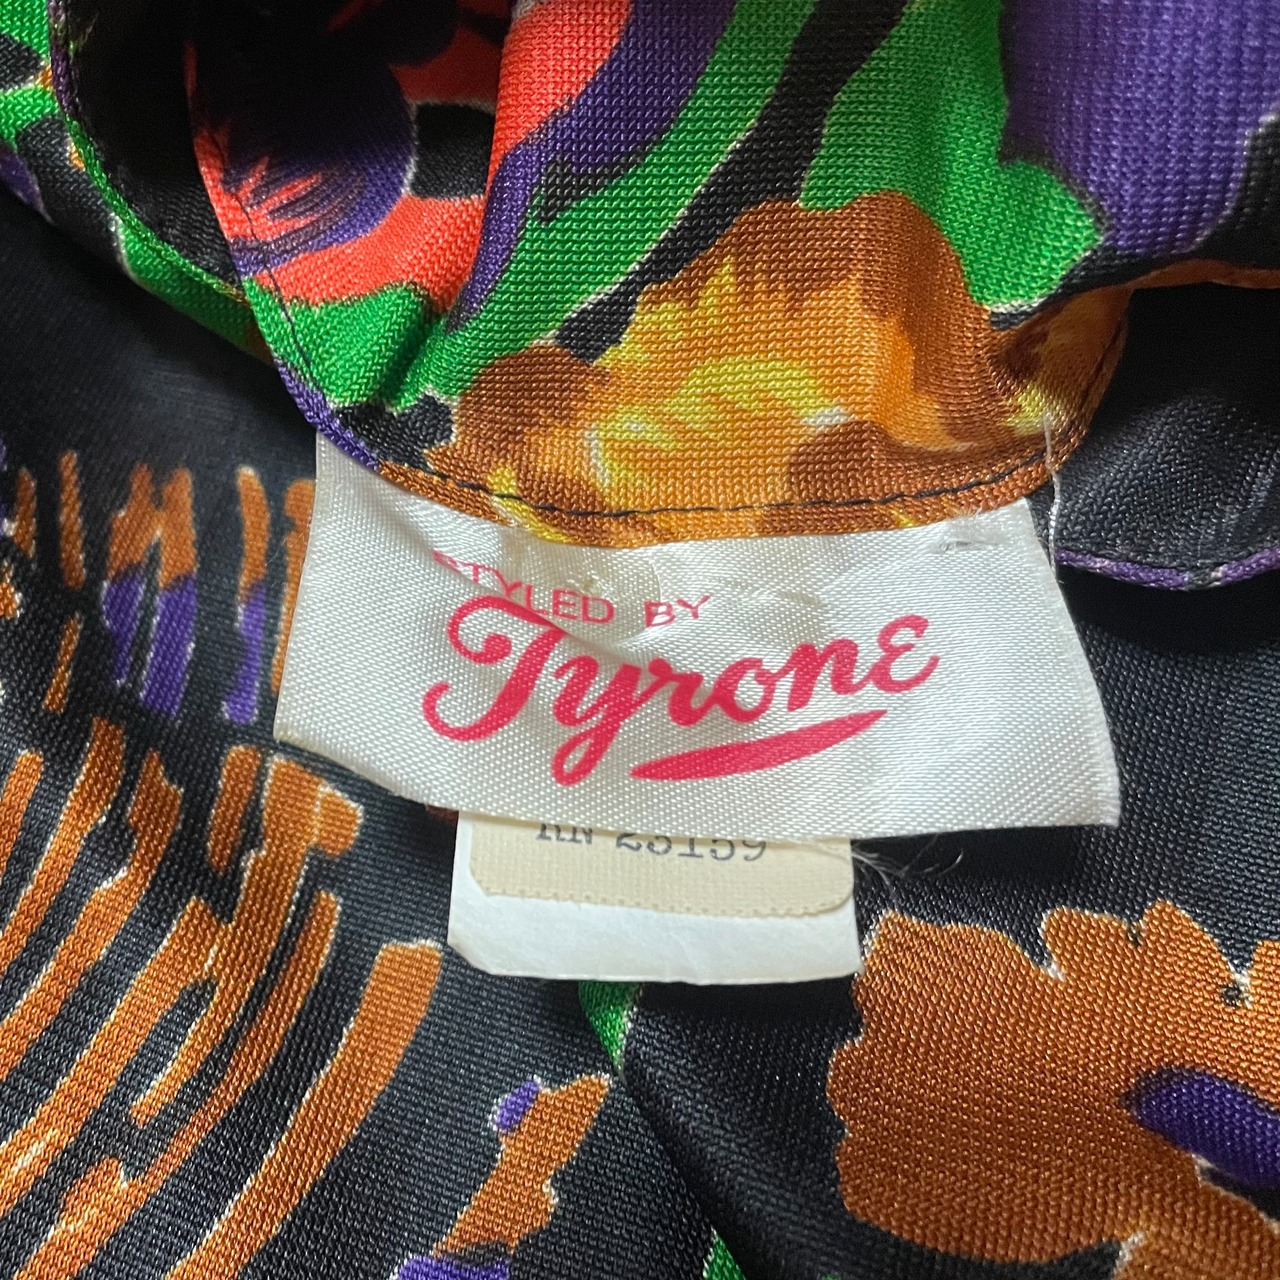 STYLED BY
Tyrone
RN 23159